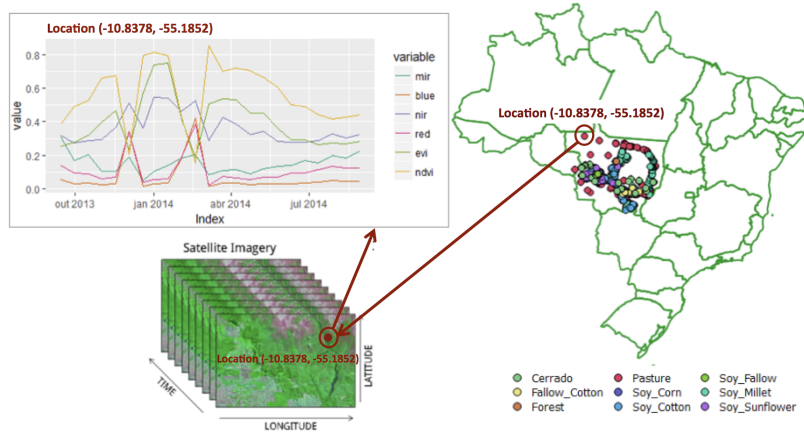 Location (-10.8378, -55.1852)
0.8
0.6
0.4
0.2
0.0
value
out 2013
jan 2014
abr 2014
jul 2014
Index
variable
mir
blue
nir
red
evi
ndvi
Location (-10.8378, -55.1852)
Satellite Imagery
Location (-10.8378, -55.1852)
TIME
LATITUDE
LONGITUDE
Cerrado
Pasture
Soy_Fallow
Fallow_Cotton
Soy_Corn
Soy_Millet
Forest
Soy_Cotton
Soy_Sunflower